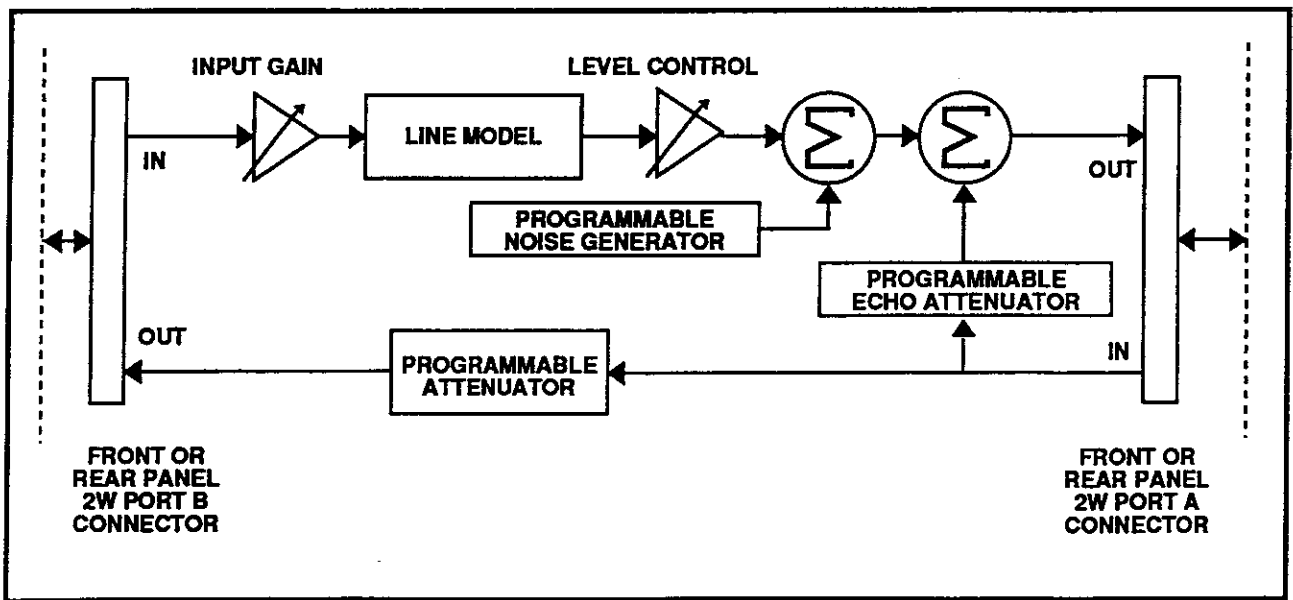 INPUT GAIN
LEVEL CONTROL
LINE MODEL
Σ
Σ
IN
OUT
PROGRAMMABLE
NOISE GENERATOR
PROGRAMMABLE
ECHO ATTENUATOR
OUT
IN
PROGRAMMABLE
ATTENUATOR
FRONT OR
REAR PANEL
2W PORT B
CONNECTOR
FRONT OR
REAR PANEL
2W PORT A
CONNECTOR